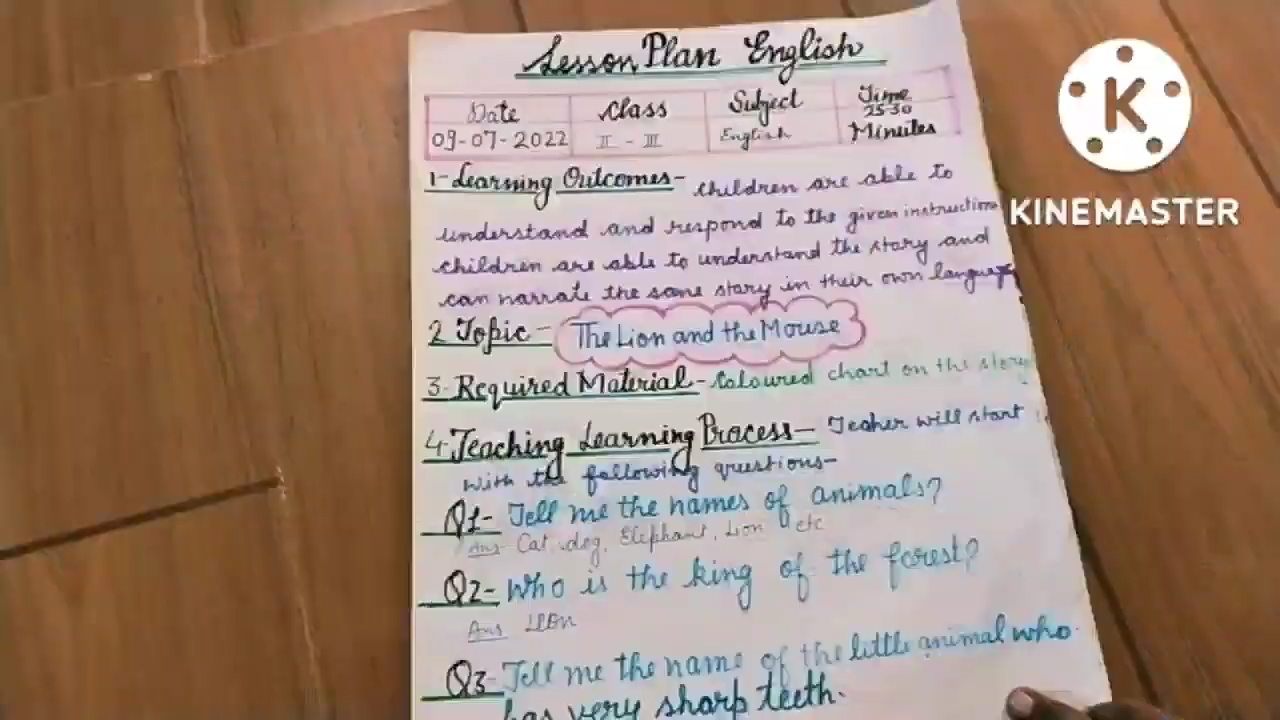 Lesson Plan English
Date Class Subject Time
25-30
09-07-2022 II - III English Minutes
1- Learning Outcomes- Children are able to
understand and respond to the given instruction
children are able to understand the story and
can narrate the same story in their own language
2 Topic - The Lion and the Mouse
3- Required Material - Coloured chart on the story
4- Teaching Learning Process- Teaher will start
with the following questions-
Q1- Tell me the names of animals?
Ans- Cat, dog, Elephant, Lion etc
Q2- Who is the king of the forest?
Ans LION
Q3- Tell me the name of the little animal who
has very sharp teeth.
K
KINEMASTER